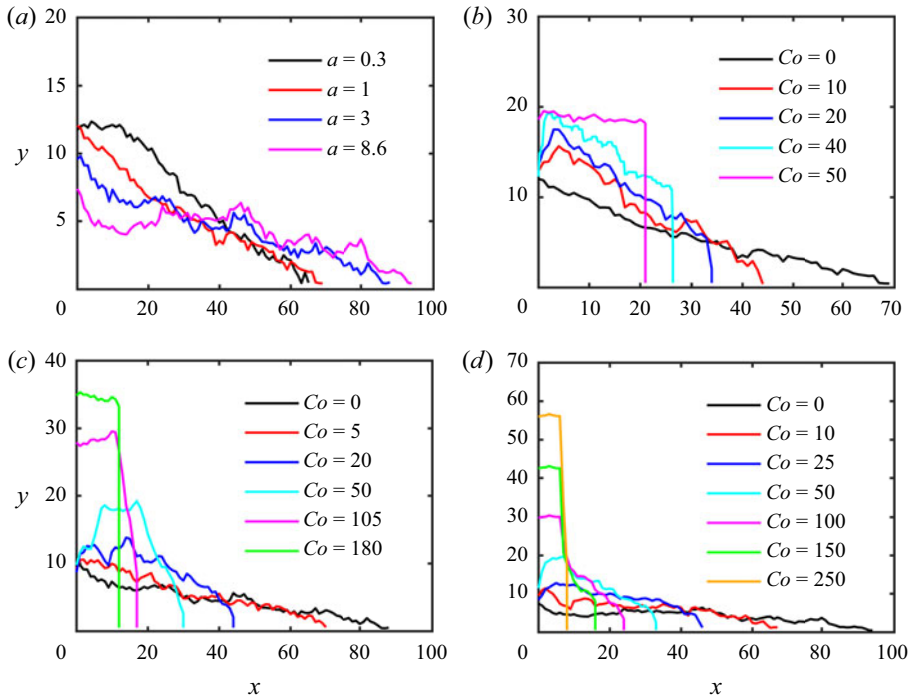 (a)
20
15
10
5
y
a = 0.3
a = 1
a = 3
a = 8.6
0
20
40
60
80
100
(b)
30
20
10
Co = 0
Co = 10
Co = 20
Co = 40
Co = 50
0
10
20
30
40
50
60
70
(c)
40
30
20
10
y
Co = 0
Co = 5
Co = 20
Co = 50
Co = 105
Co = 180
0
20
40
60
80
100
x
(d)
70
60
50
40
30
20
10
Co = 0
Co = 10
Co = 25
Co = 50
Co = 100
Co = 150
Co = 250
0
20
40
60
80
100
x